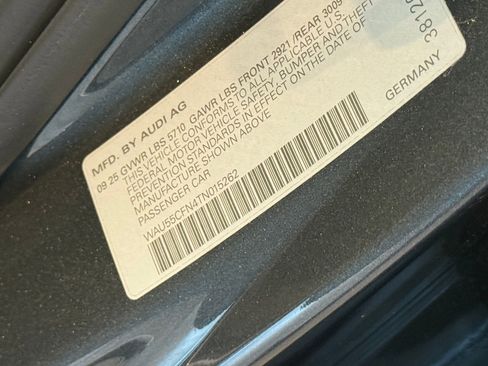 MFD. BY AUDI AG
09 25 GVWR LBS 5710 GAWR LBS FRONT 2921 /REAR 3009
THIS VEHICLE CONFORMS TO ALL APPLICABLE U.S.
FEDERAL MOTOR VEHICLE SAFETY, BUMPER AND THEFT
PREVENTION STANDARDS IN EFFECT ON THE DATE OF
MANUFACTURE SHOWN ABOVE
PASSENGER CAR
WAU55CFN4TN015262
GERMANY